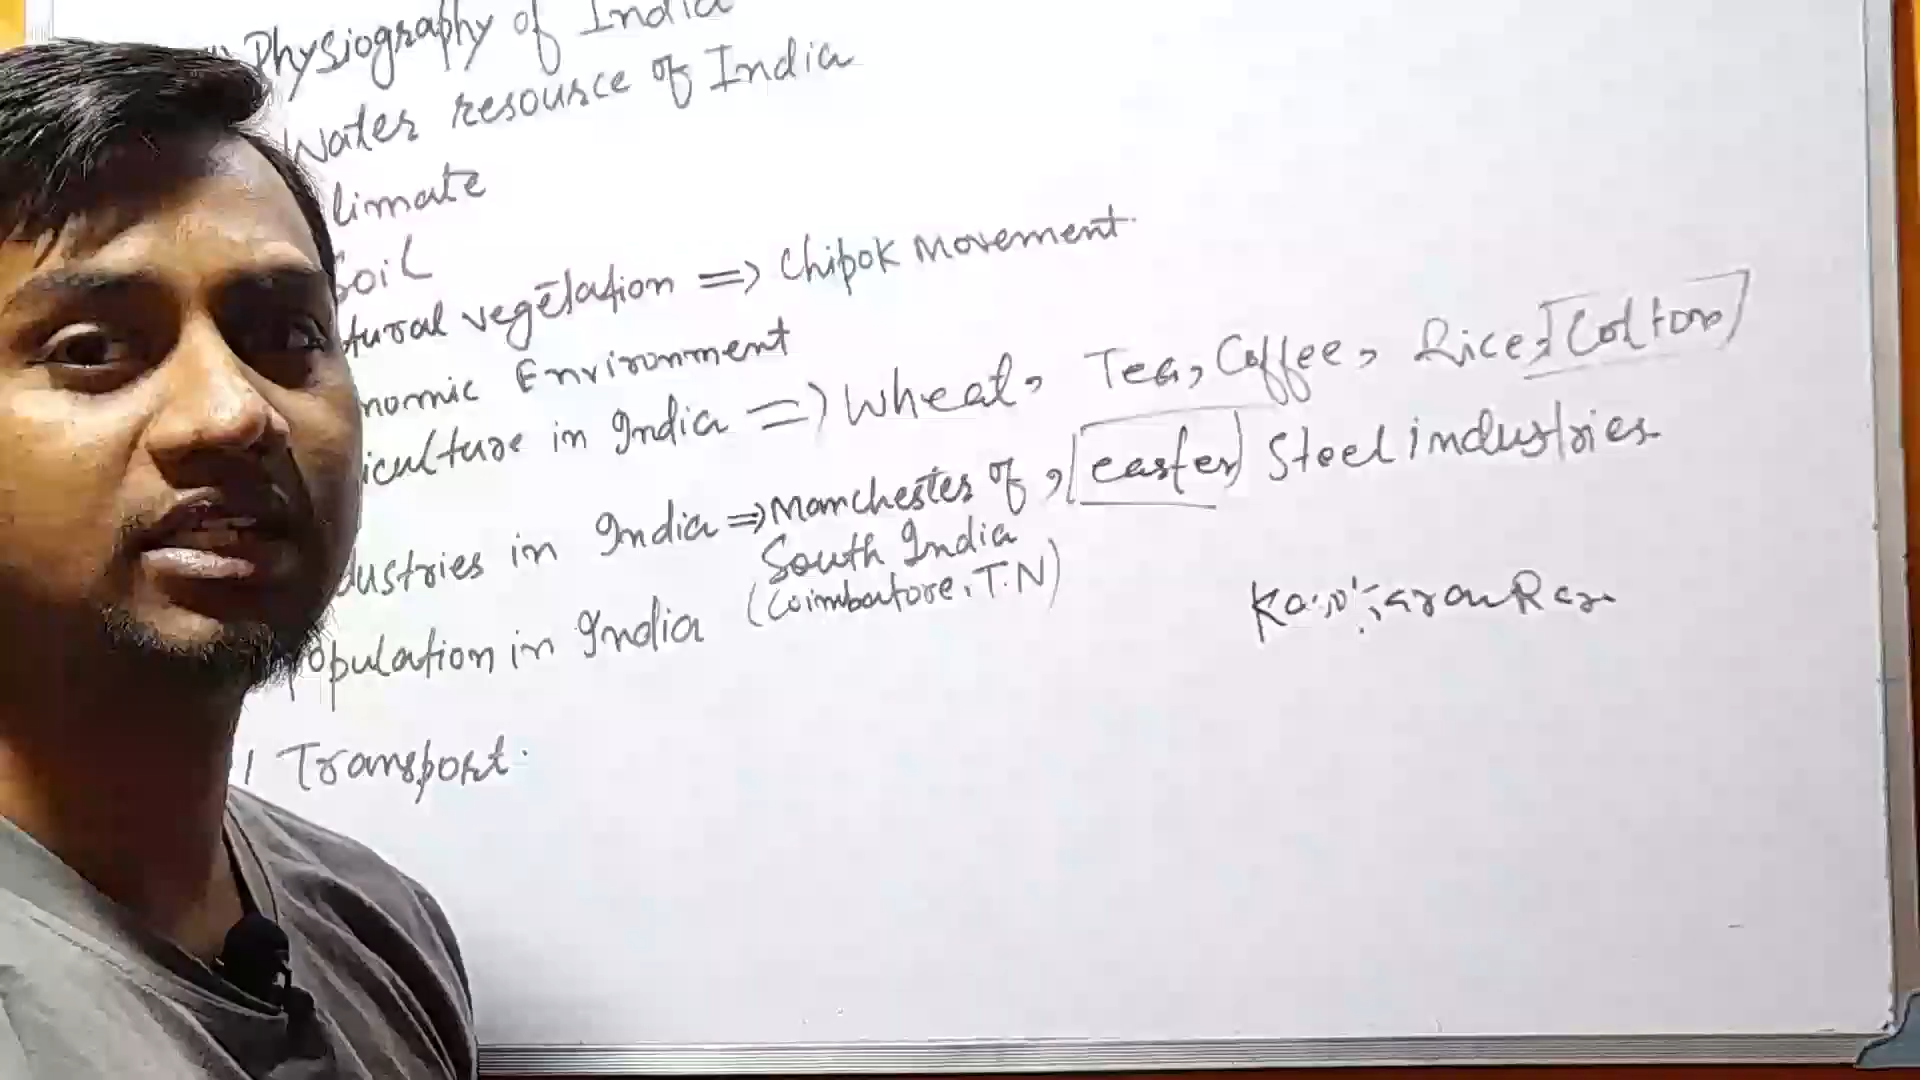 Physiography of India
Water resource of India
limate
Soil
tural vegetation => Chipok Movement.
nomic Environment
iculture in India => Wheat, Tea, Coffee, Rice, Cotton
dustries in India => Manchester of, easter Steel industries
South India
(Coimbatore, T.N)
opulation in India
Transport.